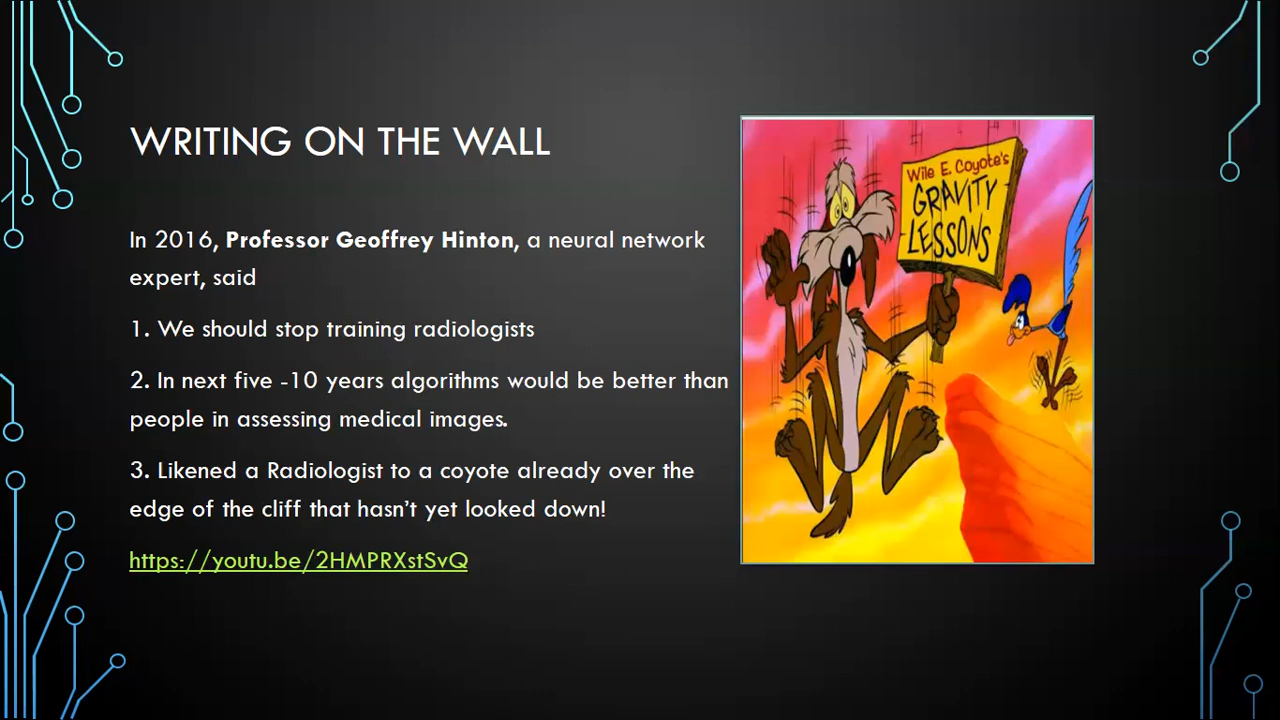 WRITING ON THE WALL
In 2016, Professor Geoffrey Hinton, a neural network
expert, said
1. We should stop training radiologists
2. In next five -10 years algorithms would be better than
people in assessing medical images.
3. Likened a Radiologist to a coyote already over the
edge of the cliff that hasn't yet looked down!
https://youtu.be/2HMPRXstSvQ
Wile E. Coyote's
GRAVITY
LESSONS